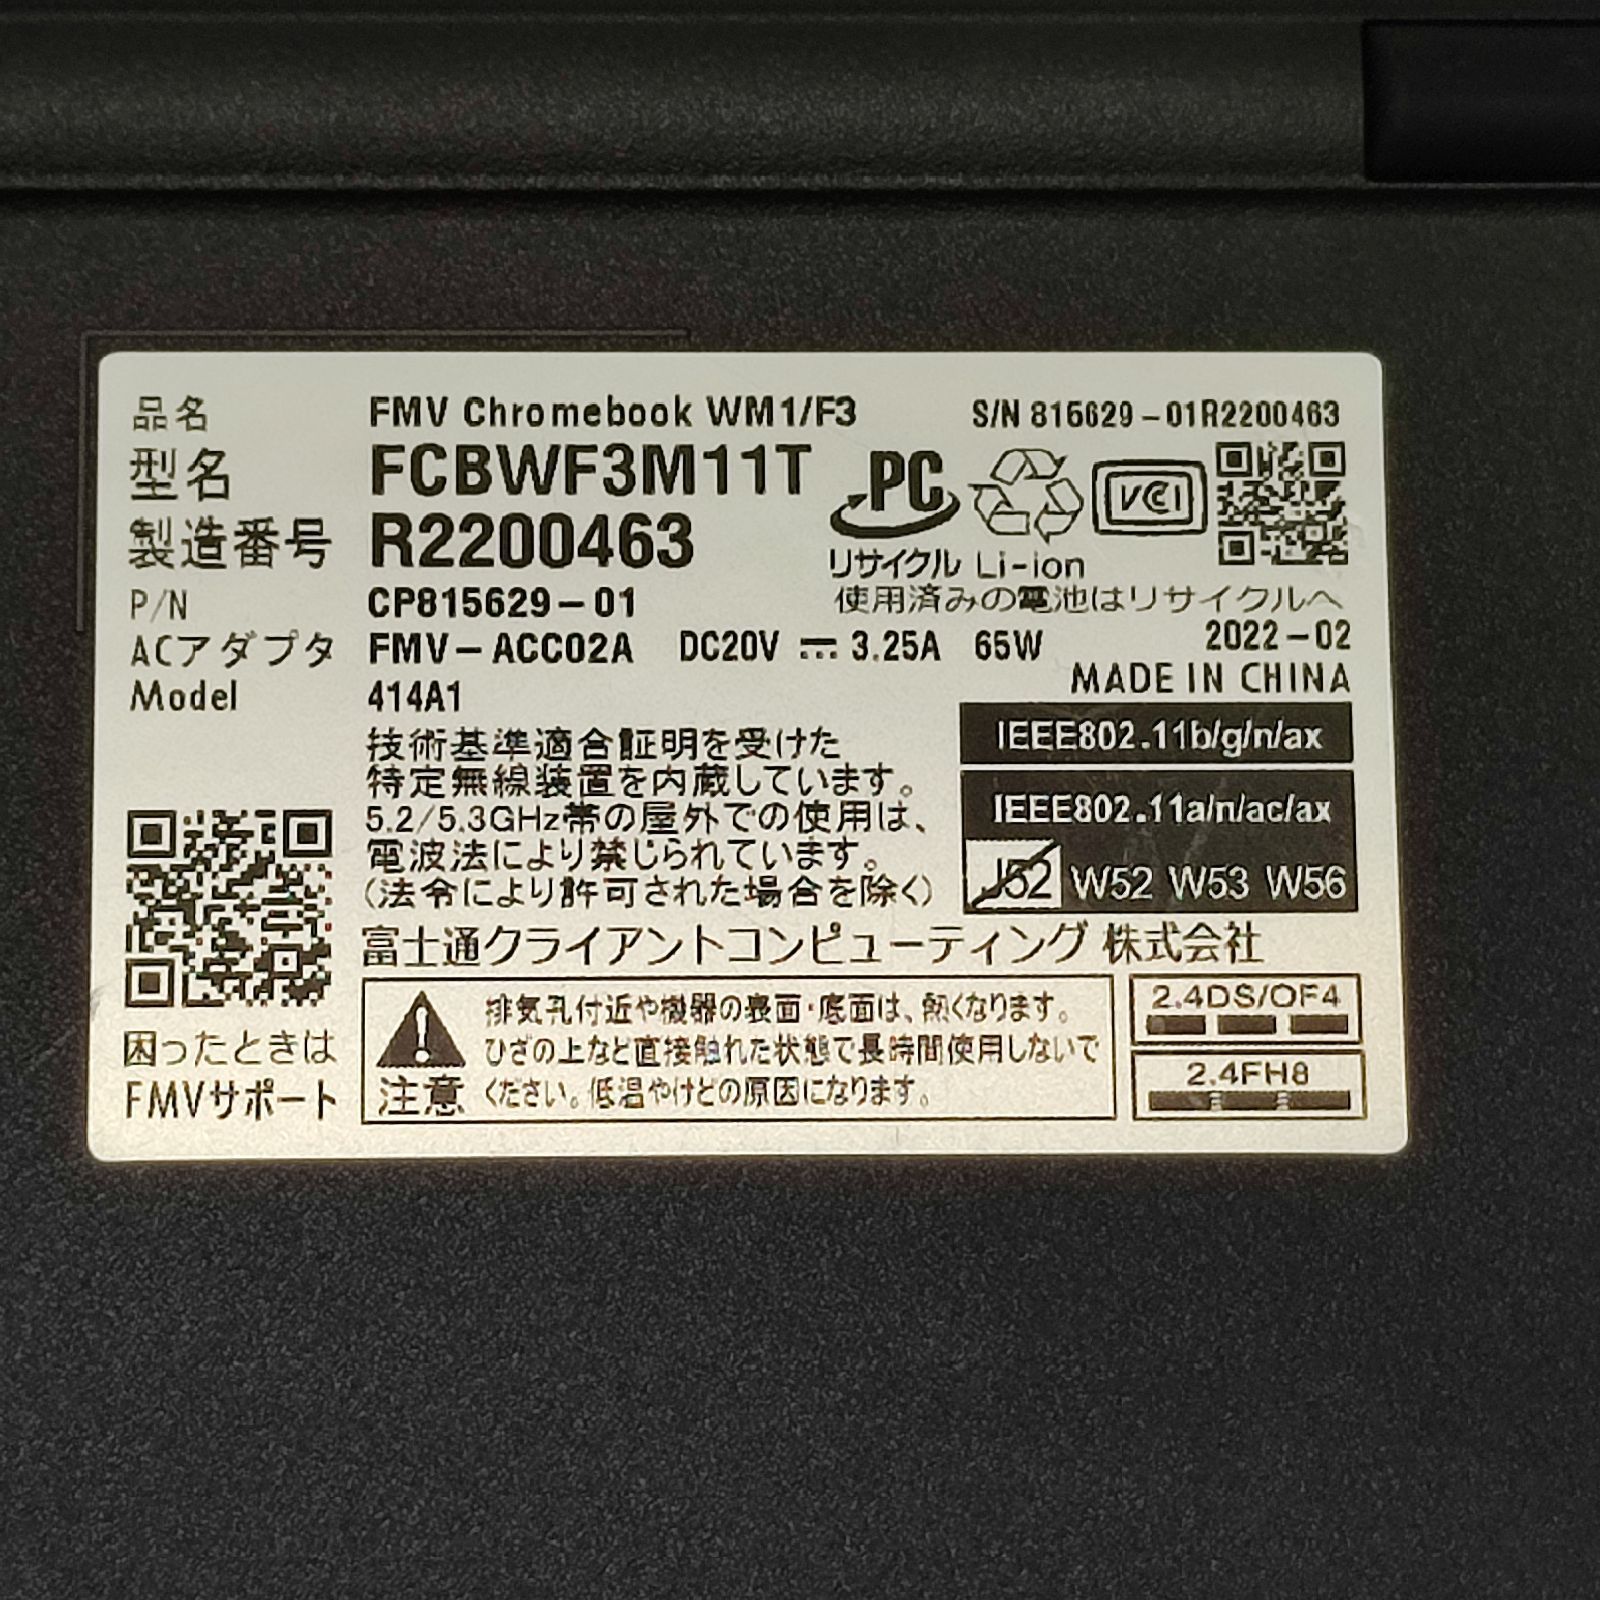 品名 FMV Chromebook WM1/F3 S/N 815629-01R2200463
型名 FCBWF3M11T
製造番号 R2200463
PC リサイクル Li-ion
VCCI
P/N CP815629-01
使用済みの電池はリサイクルへ
ACアダプタ FMV-ACC02A DC20V ⎓ 3.25A 65W
2022-02
Model 414A1
MADE IN CHINA
技術基準適合証明を受けた
特定無線装置を内蔵しています。
5.2/5.3GHz帯の屋外での使用は、
電波法により禁じられています。
(法令により許可された場合を除く)
IEEE802.11b/g/n/ax
IEEE802.11a/n/ac/ax
J52 W52 W53 W56
富士通クライアントコンピューティング 株式会社
困ったときは
FMVサポート
注意
排気孔付近や機器の表面・底面は、熱くなります。
ひざの上など直接触れた状態で長時間使用しないで
ください。低温やけどの原因になります。
2.4DS/OF4
2.4FH8